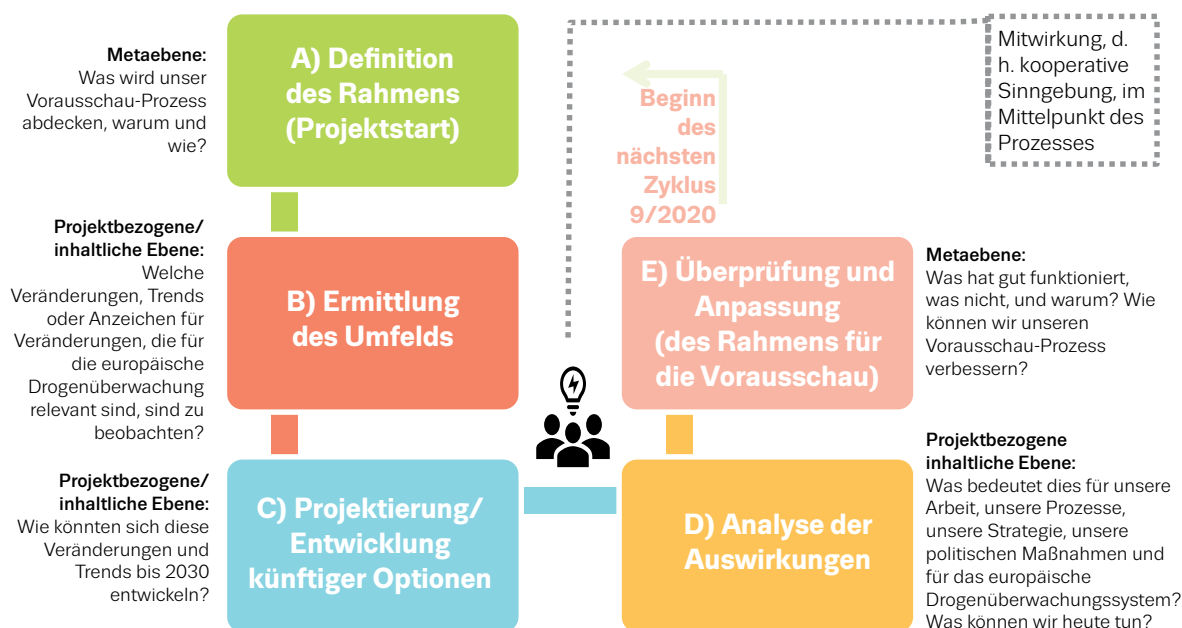 Metaebene:
Was wird unser
Vorausschau-Prozess
abdecken, warum und
wie?
A) Definition
des Rahmens
(Projektstart)
Projektbezogene/
inhaltliche Ebene:
Welche
Veränderungen, Trends
oder Anzeichen für
Veränderungen, die für
die europäische
Drogenüberwachung
relevant sind, sind zu
beobachten?
B) Ermittlung
des Umfelds
Projektbezogene/
inhaltliche Ebene:
Wie könnten sich diese
Veränderungen und
Trends bis 2030
entwickeln?
C) Projektierung/
Entwicklung
künftiger Optionen
D) Analyse der
Auswirkungen
Projektbezogene
inhaltliche Ebene:
Was bedeutet dies für unsere
Arbeit, unsere Prozesse,
unsere Strategie, unsere
politischen Maßnahmen und
für das europäische
Drogenüberwachungssystem?
Was können wir heute tun?
E) Überprüfung und
Anpassung
(des Rahmens für
die Vorausschau)
Metaebene:
Was hat gut funktioniert,
was nicht, und warum? Wie
können wir unseren
Vorausschau-Prozess
verbessern?
Beginn
des
nächsten
Zyklus
9/2020
Mitwirkung, d.
h. kooperative
Sinngebung, im
Mittelpunkt des
Prozesses